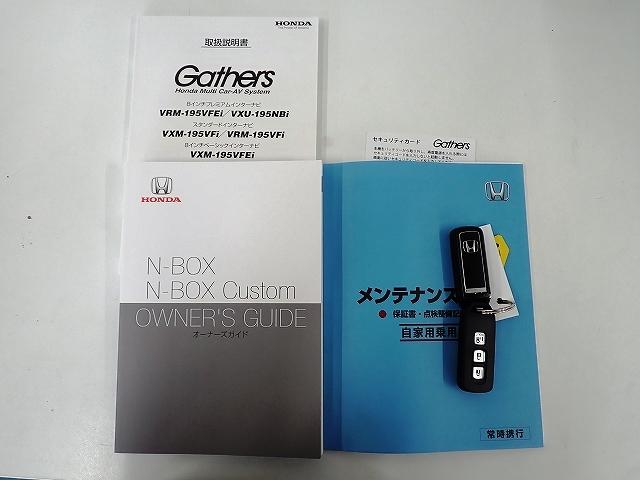 HONDA
The Power of Dreams
取扱説明書
Gathers
Honda Multi Car-AV System
8インチプレミアムインターナビ
VRM-195VFEi／VXU-195NBi
スタンダードインターナビ
VXM-195VFi／VRM-195VFi
8インチベーシックインターナビ
VXM-195VFEi
セキュリティカード
Gathers
HONDA
N-BOX
N-BOX Custom
OWNER'S GUIDE
オーナーズガイド
メンテナンス
● 保証書・点検整備記
自家用乗用
常時携行